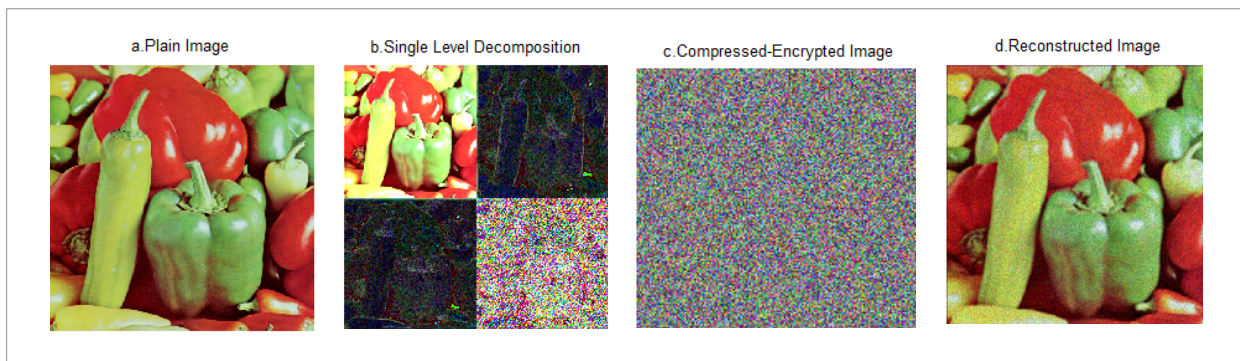 a.Plain Image
b.Single Level Decomposition
c.Compressed-Encrypted Image
d.Reconstructed Image